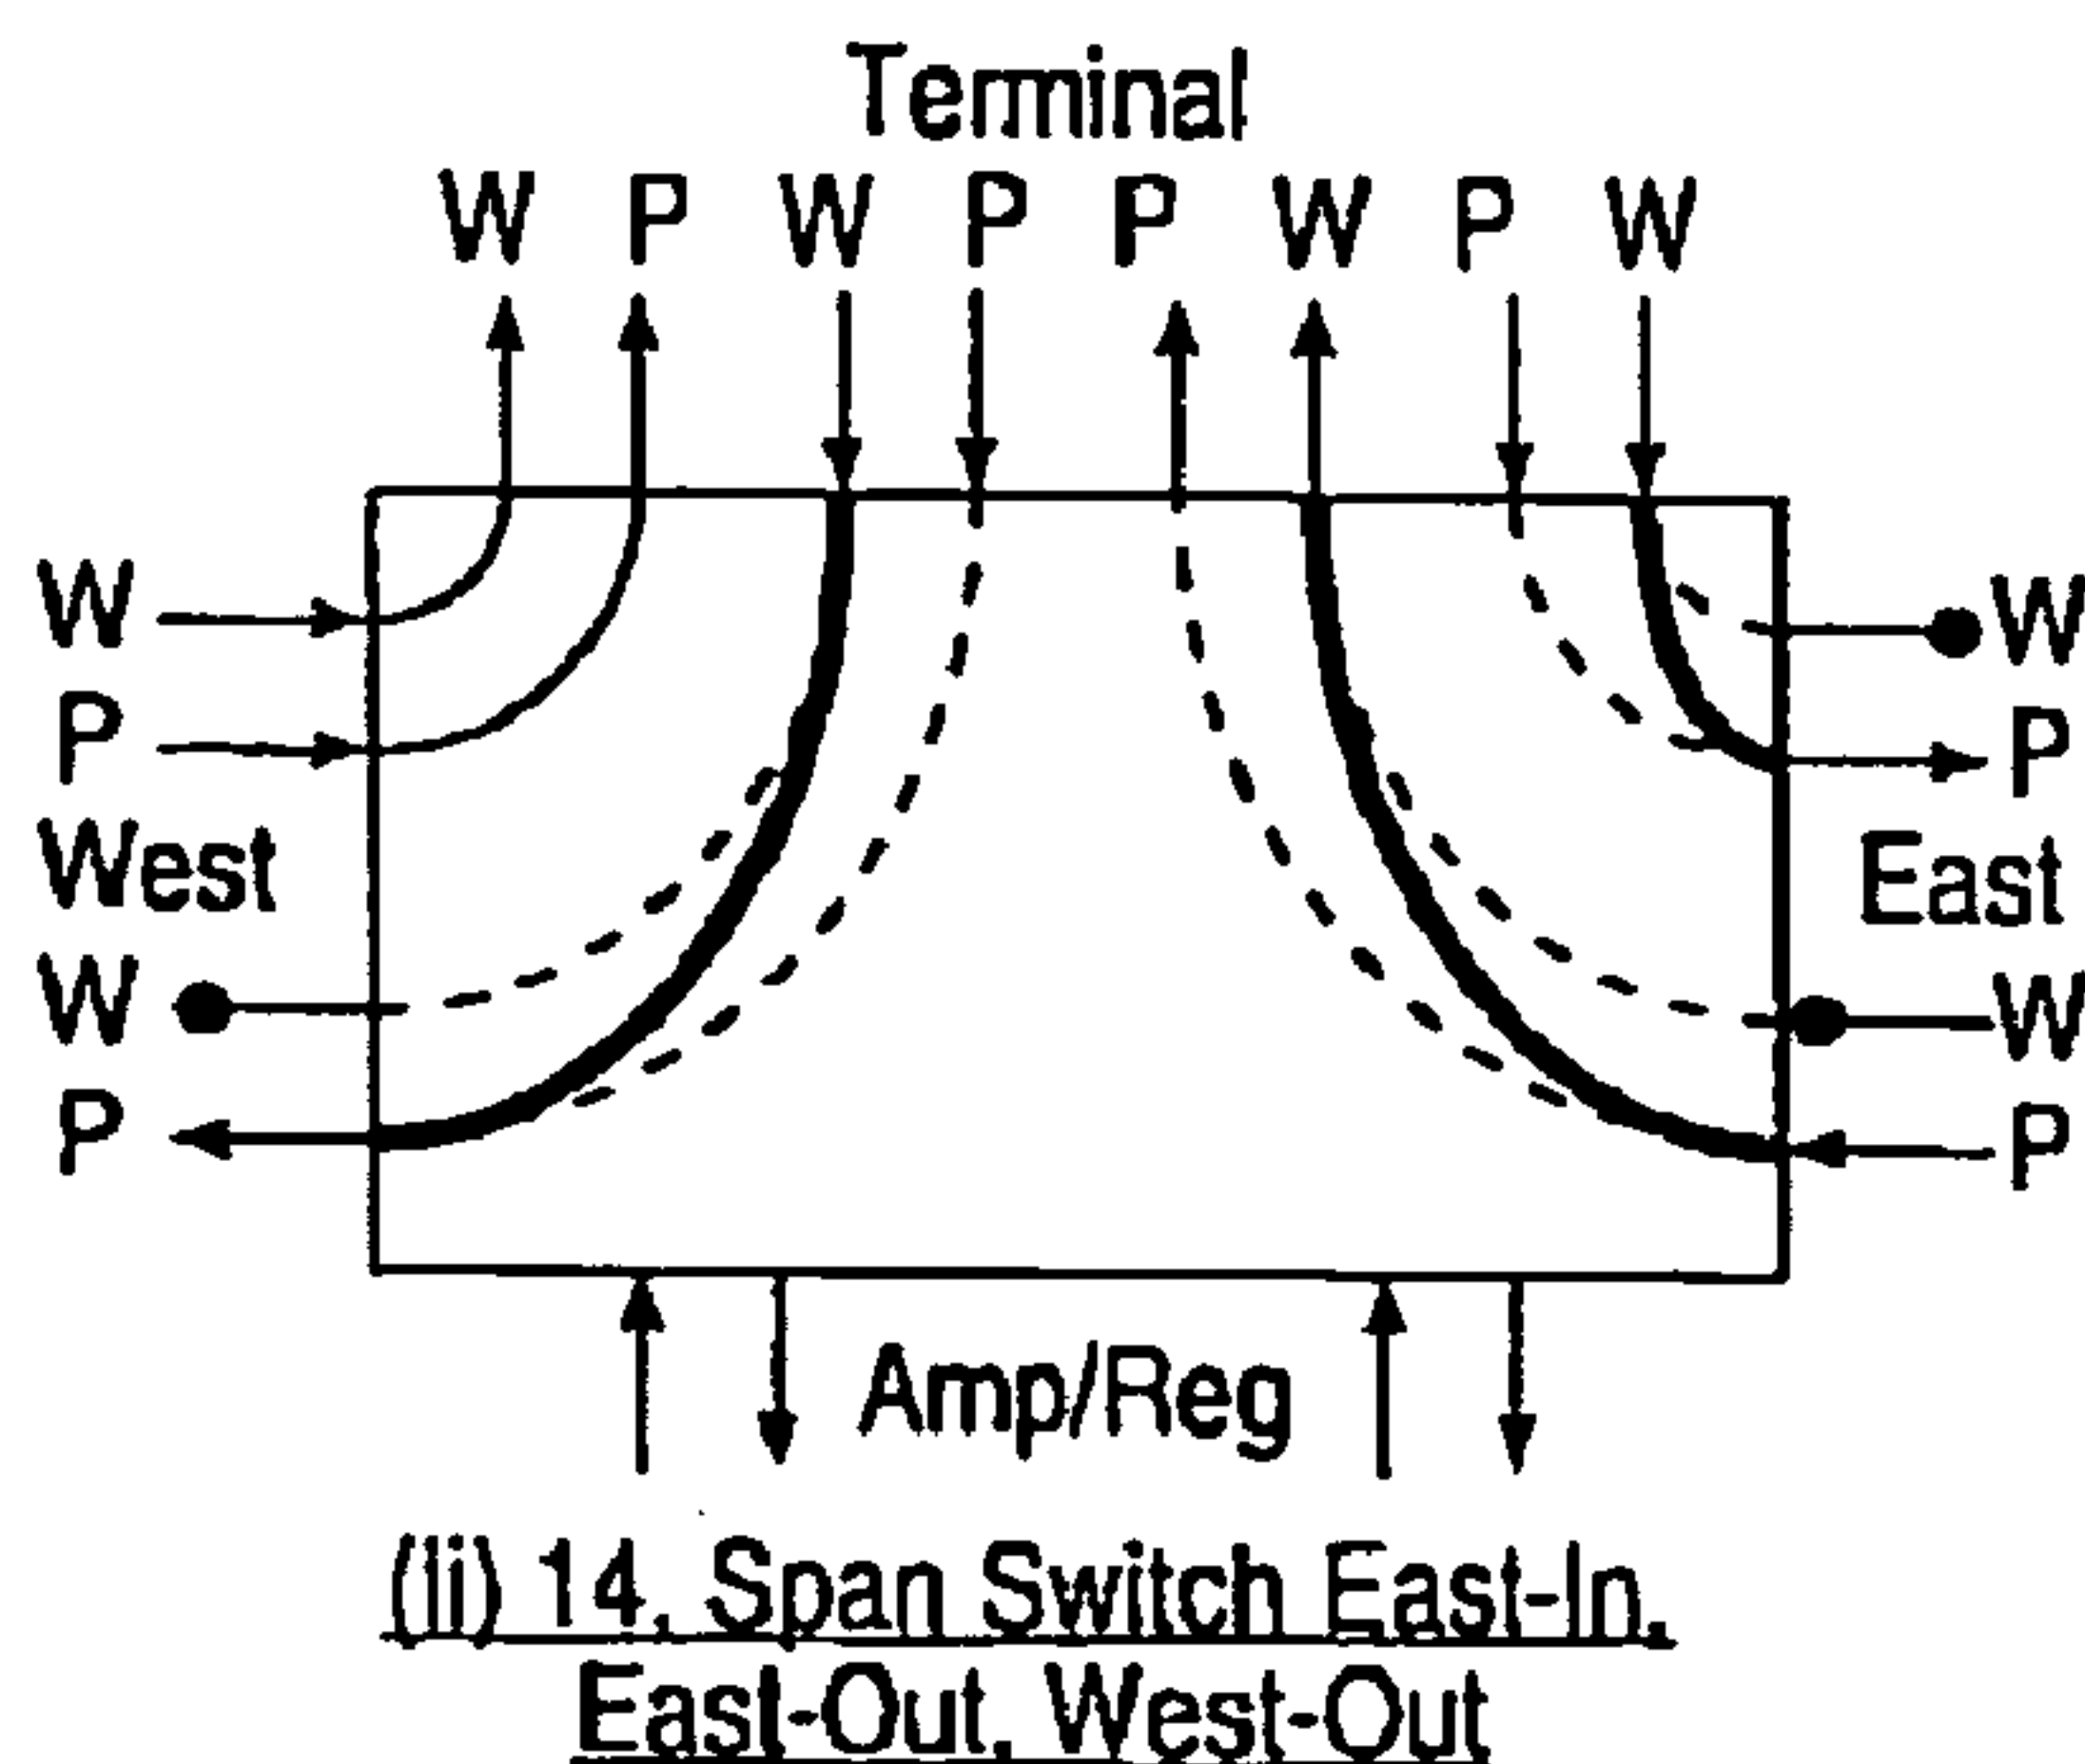 Terminal
W P W P P W P W
W W
P P
West East
W W
P P
Amp/Reg
(ii) 14. Span Switch East-In,
East-Out, West-Out